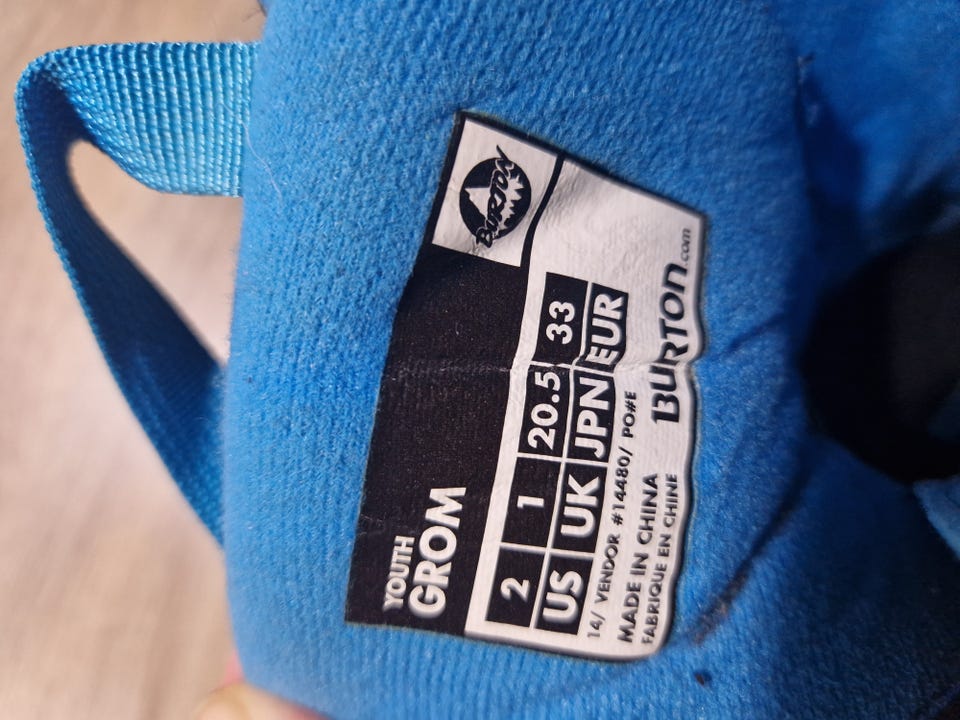 BURTON
YOUTH
GROM
2 1 20.5 33
US UK JPN EUR
14/ VENDOR #14480/ PO#E
MADE IN CHINA
FABRIQUE EN CHINE
BURTON.com